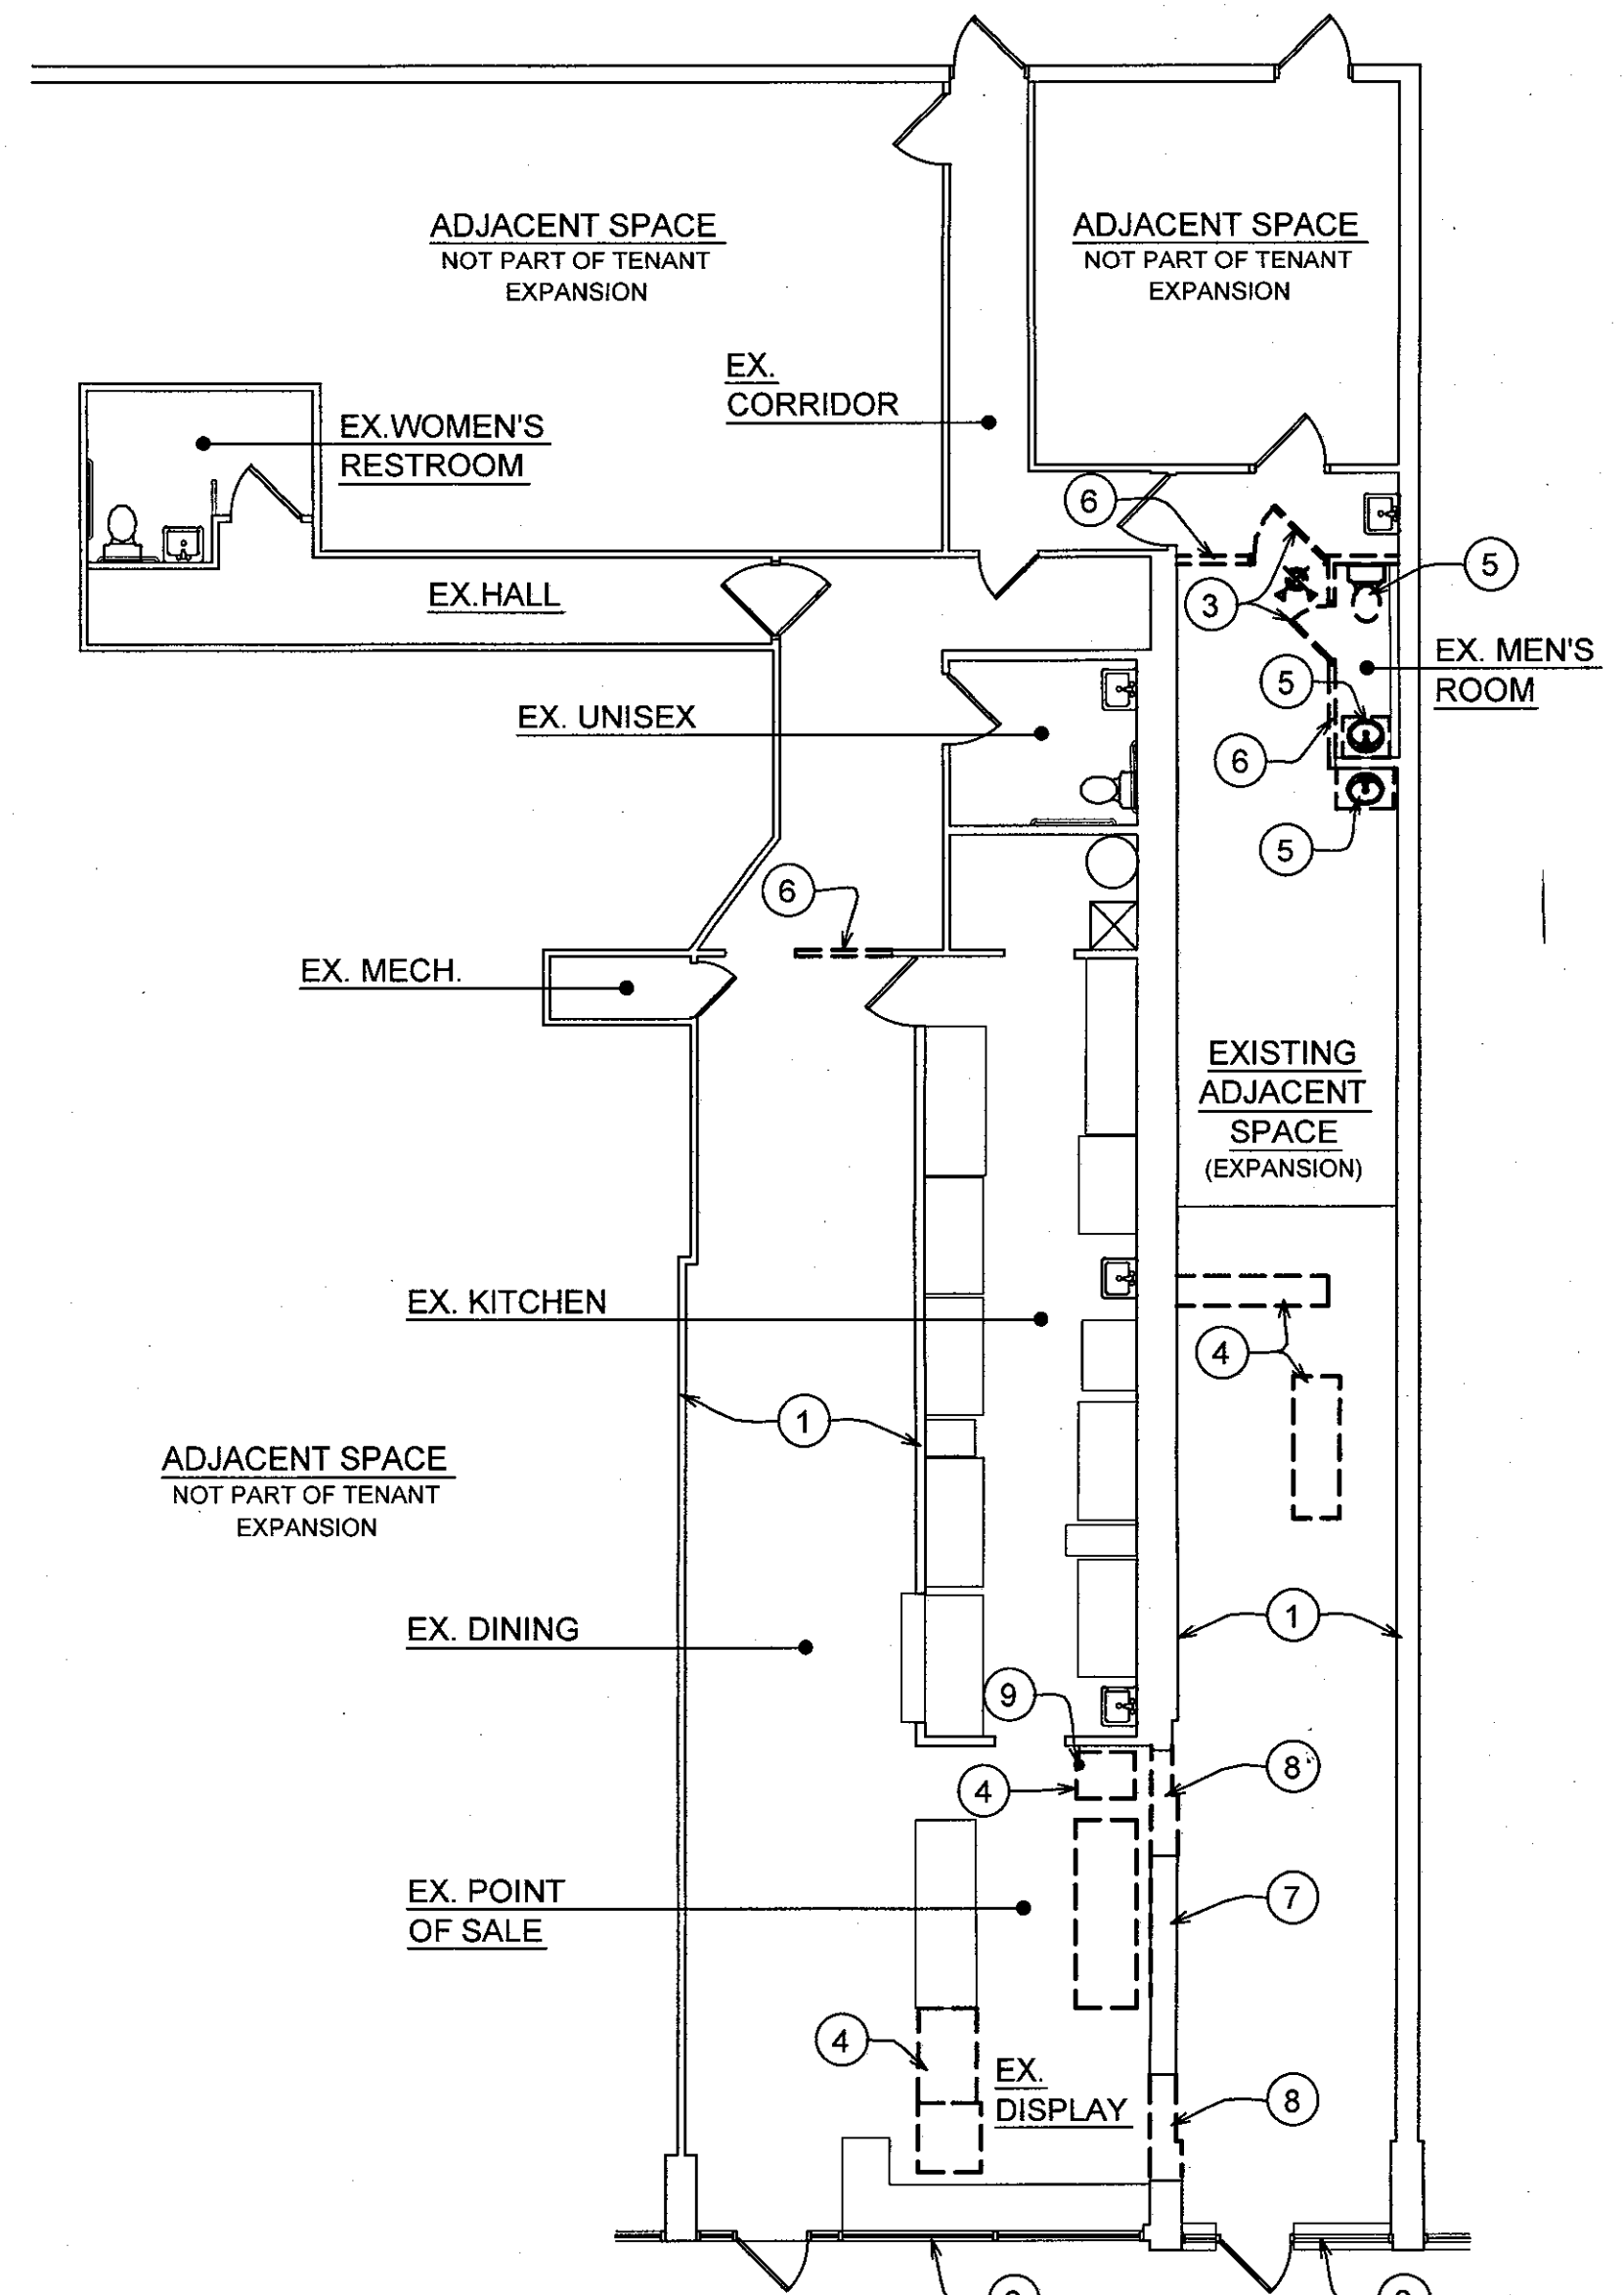 ADJACENT SPACE
NOT PART OF TENANT
EXPANSION
ADJACENT SPACE
NOT PART OF TENANT
EXPANSION
EX.
CORRIDOR
EX.WOMEN'S
RESTROOM
6
5
EX.HALL
3
EX. MEN'S
ROOM
5
EX. UNISEX
6
5
6
EX. MECH.
EXISTING
ADJACENT
SPACE
(EXPANSION)
EX. KITCHEN
4
1
ADJACENT SPACE
NOT PART OF TENANT
EXPANSION
1
EX. DINING
9
8
4
EX. POINT
OF SALE
7
4
EX.
DISPLAY
8